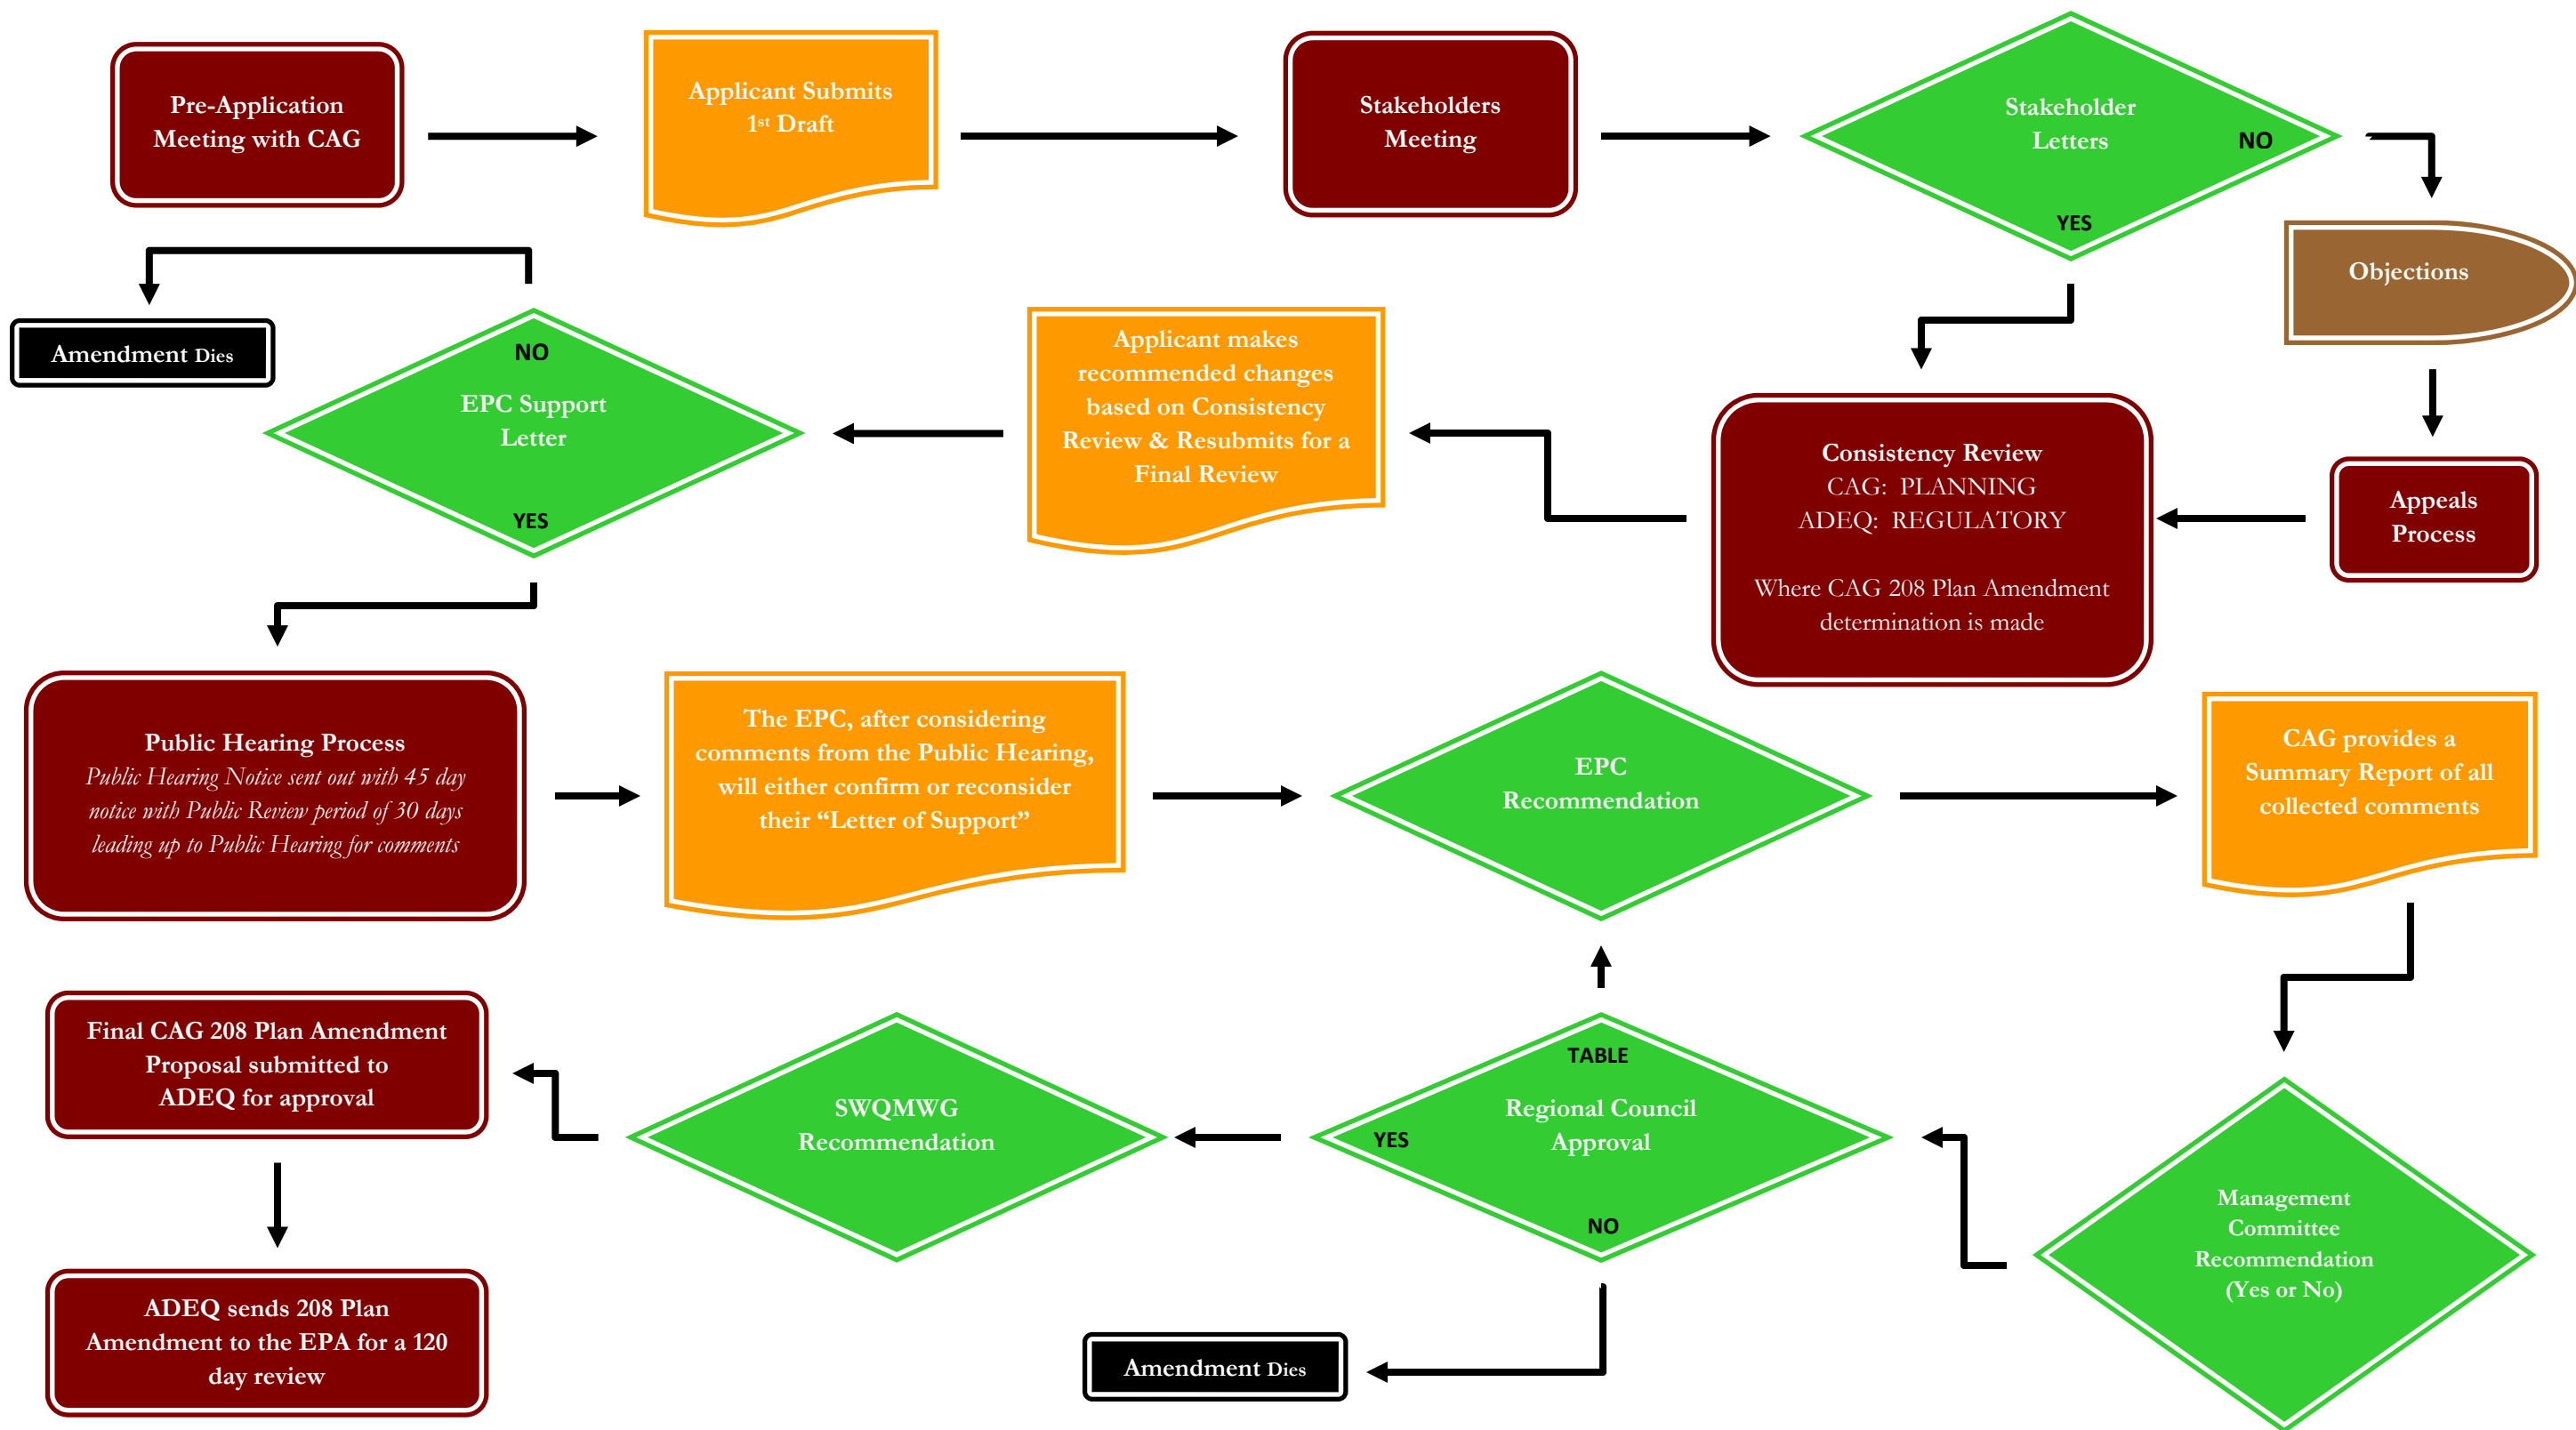 Pre-Application
Meeting with CAG
Applicant Submits
1st Draft
Stakeholders
Meeting
Stakeholder
Letters
NO
YES
Objections
Amendment Dies
NO
EPC Support
Letter
YES
Applicant makes
recommended changes
based on Consistency
Review & Resubmits for a
Final Review
Consistency Review
CAG: PLANNING
ADEQ: REGULATORY
Where CAG 208 Plan Amendment
determination is made
Appeals
Process
Public Hearing Process
Public Hearing Notice sent out with 45 day
notice with Public Review period of 30 days
leading up to Public Hearing for comments
The EPC, after considering
comments from the Public Hearing,
will either confirm or reconsider
their “Letter of Support”
EPC
Recommendation
CAG provides a
Summary Report of all
collected comments
Final CAG 208 Plan Amendment
Proposal submitted to
ADEQ for approval
SWQMWG
Recommendation
TABLE
Regional Council
Approval
YES
NO
Management
Committee
Recommendation
(Yes or No)
ADEQ sends 208 Plan
Amendment to the EPA for a 120
day review
Amendment Dies